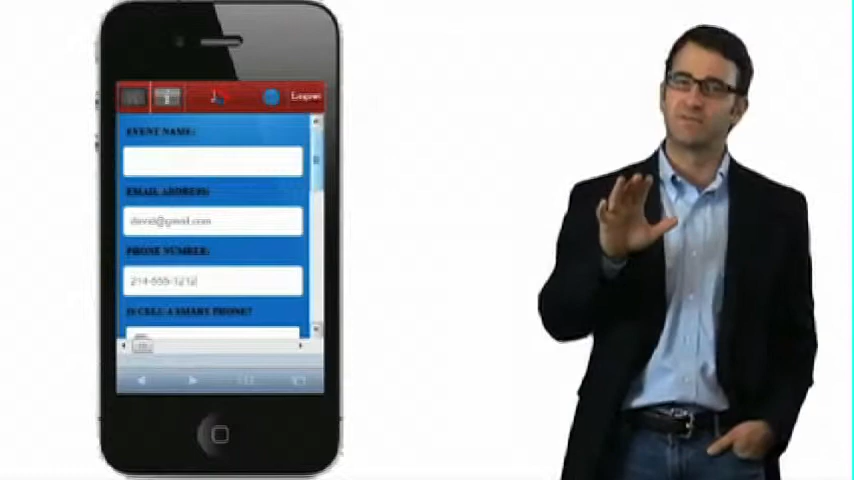 Logout
EVENT NAME:
EMAIL ADDRESS:
david@gmail.com
PHONE NUMBER:
214-555-1212
IS CELL A SMART PHONE?